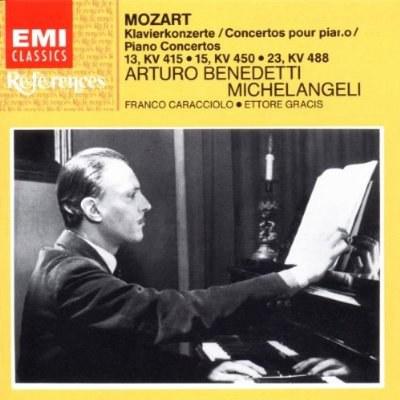 EMI
CLASSICS
Références
MOZART
Klavierkonzerte / Concertos pour piar.o /
Piano Concertos
13, KV 415 • 15, KV 450 • 23, KV 488
ARTURO BENEDETTI
MICHELANGELI
FRANCO CARACCIOLO • ETTORE GRACIS